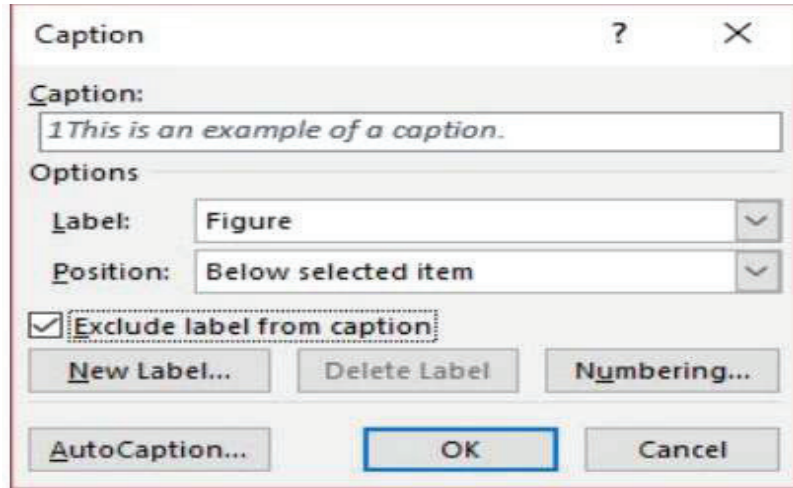 Caption ? ×
Caption:
1This is an example of a caption.
Options
Label: Figure
Position: Below selected item
Exclude label from caption
New Label... Delete Label Numbering...
AutoCaption... OK Cancel